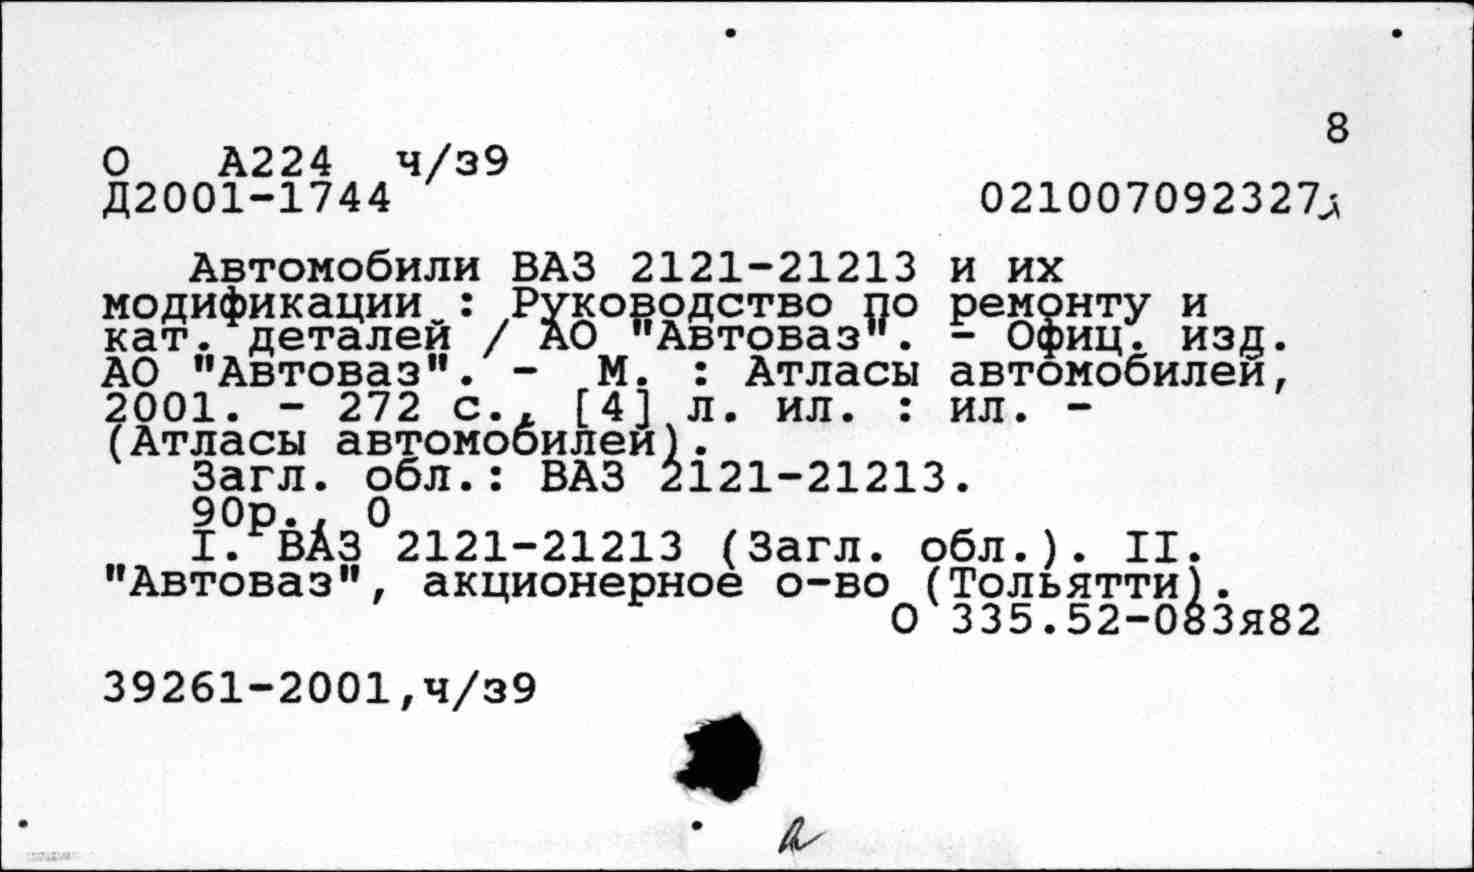 8
О А224 ч/з9
Д2001-1744 021007092327д
Автомобили ВАЗ 2121-21213 и их
модификации : Руководство по ремонту и
кат. деталей / АО "Автоваз". - Офиц. изд.
АО "Автоваз". - М. : Атласы автомобилей,
2001. - 272 с., [4] л. ил. : ил. -
(Атласы автомобилей).
Загл. обл.: ВАЗ 2121-21213.
90р., 0
I. ВАЗ 2121-21213 (Загл. обл.). II.
"Автоваз", акционерное о-во (Тольятти).
О 335.52-083я82
39261-2001,ч/з9